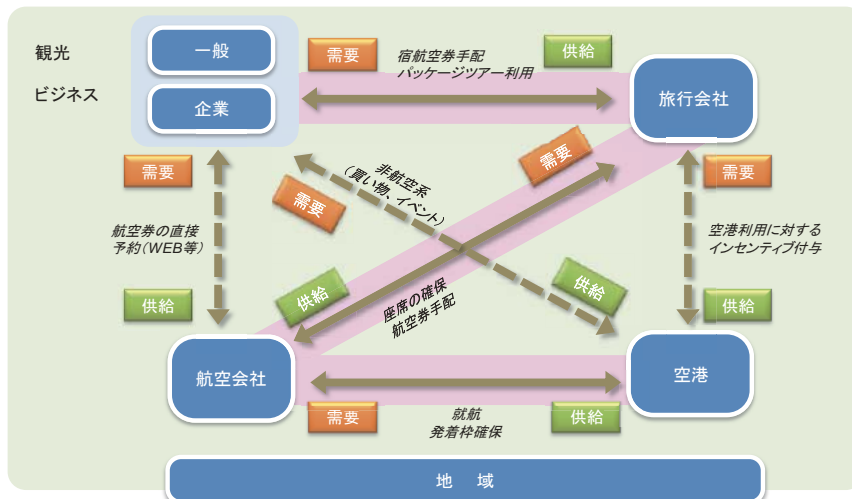 観光
一般
需要
宿航空券手配
パッケージツアー利用
供給
ビジネス
企業
旅行会社
需要
航空券の直接
予約(WEB等)
供給
需要
非航空系
(買い物、イベント)
需要
需要
空港利用に対する
インセンティブ付与
供給
供給
座席の確保
航空券手配
供給
航空会社
空港
需要
就航
発着枠確保
供給
地 域